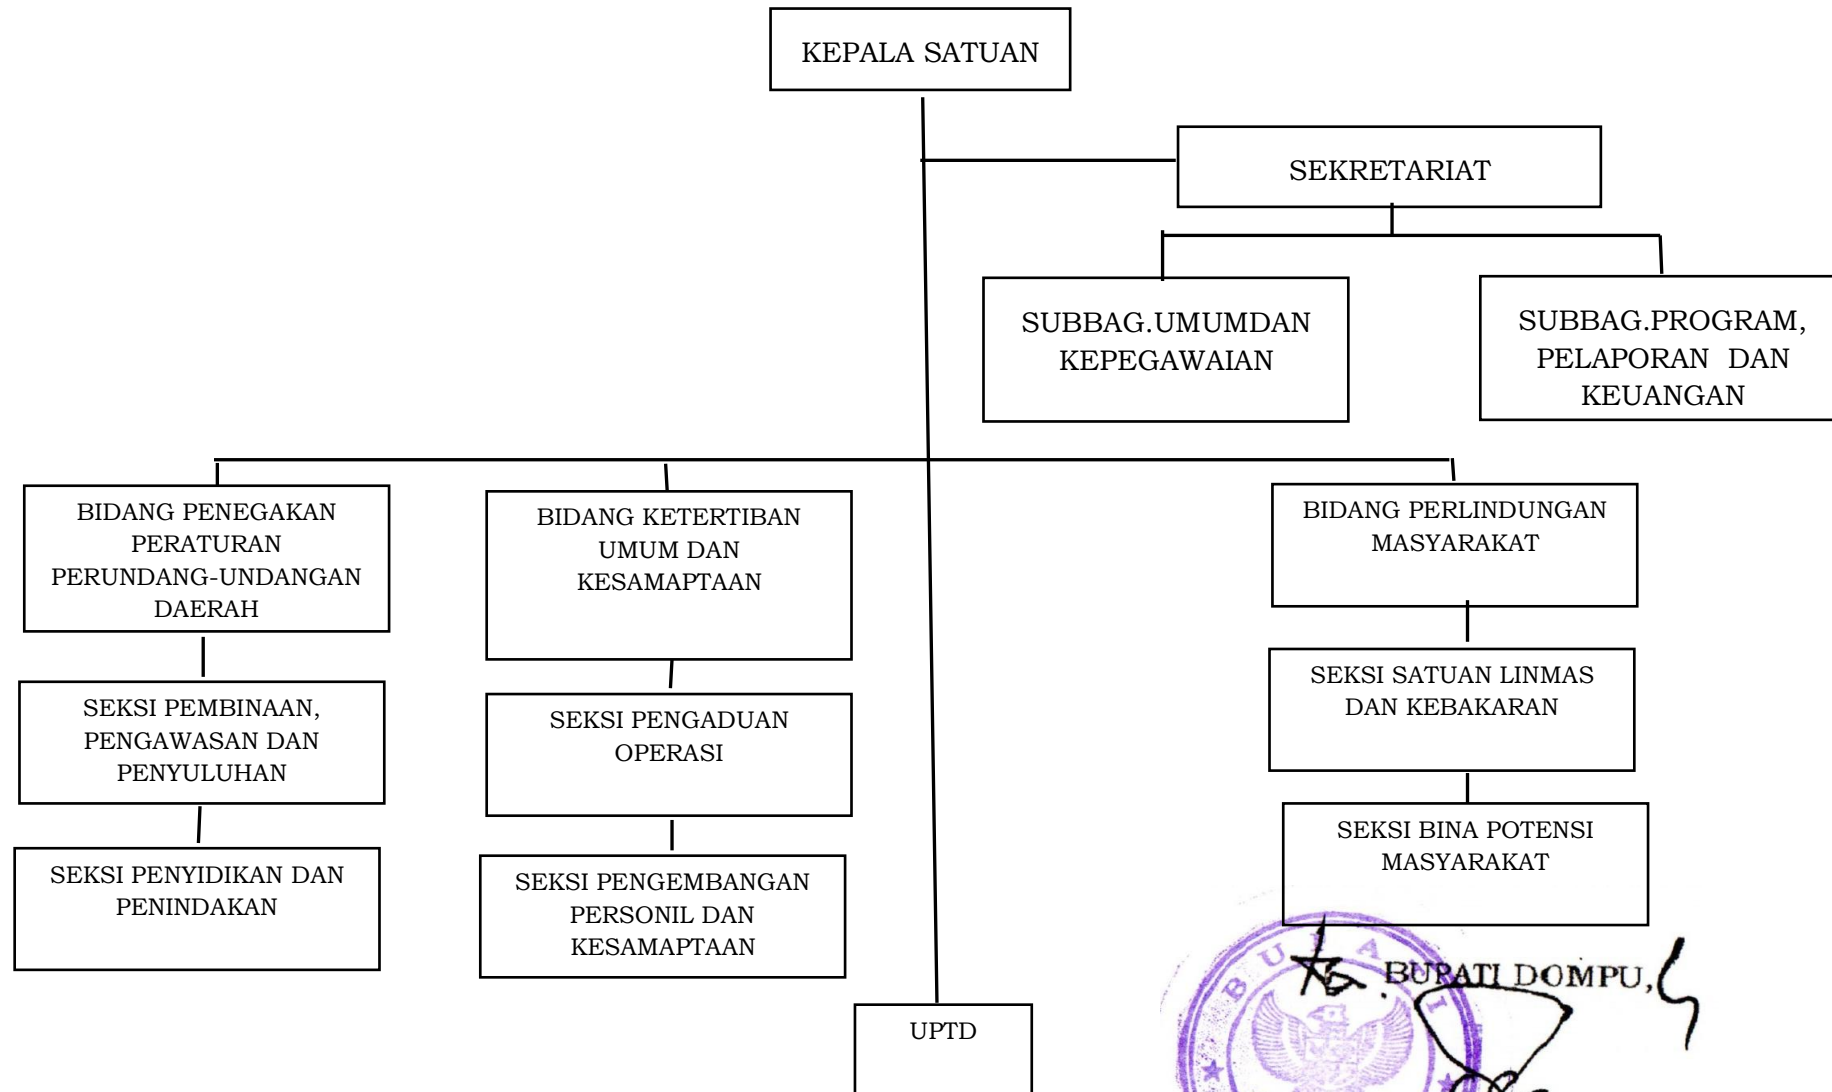 KEPALA SATUAN
SEKRETARIAT
SUBBAG.UMUMDAN
KEPEGAWAIAN
SUBBAG.PROGRAM,
PELAPORAN DAN
KEUANGAN
BIDANG PENEGAKAN
PERATURAN
PERUNDANG-UNDANGAN
DAERAH
BIDANG KETERTIBAN
UMUM DAN
KESAMAPTAAN
BIDANG PERLINDUNGAN
MASYARAKAT
SEKSI PEMBINAAN,
PENGAWASAN DAN
PENYULUHAN
SEKSI PENGADUAN
OPERASI
SEKSI SATUAN LINMAS
DAN KEBAKARAN
SEKSI PENYIDIKAN DAN
PENINDAKAN
SEKSI PENGEMBANGAN
PERSONIL DAN
KESAMAPTAAN
SEKSI BINA POTENSI
MASYARAKAT
UPTD
BUPATI DOMPU,
BUPATI